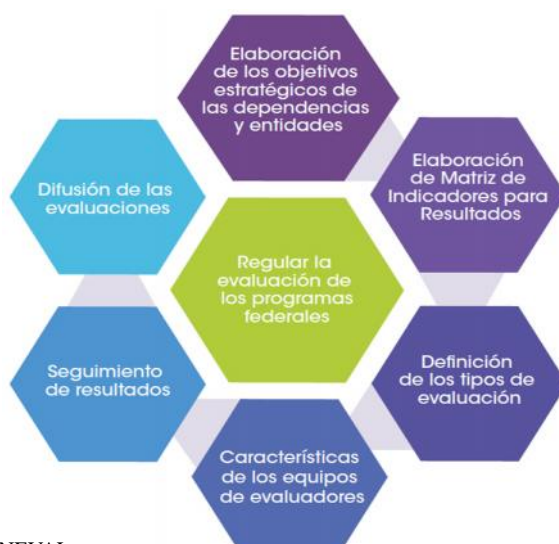 Elaboración
de los objetivos
estratégicos de
las dependencias
y entidades
Elaboración
de Matriz de
Indicadores para
Resultados
Definición
de los tipos de
evaluación
Características
de los equipos
de evaluadores
Seguimiento
de resultados
Difusión de las
evaluaciones
Regular la
evaluación de
los programas
federales